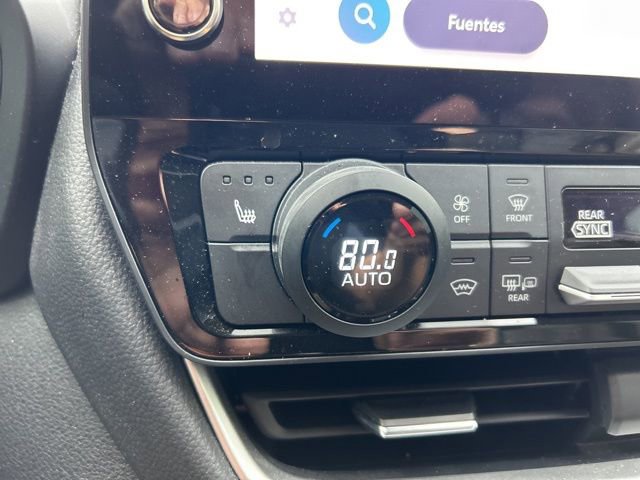 Fuentes
OFF
FRONT
REAR
SYNC
80.0
AUTO
REAR